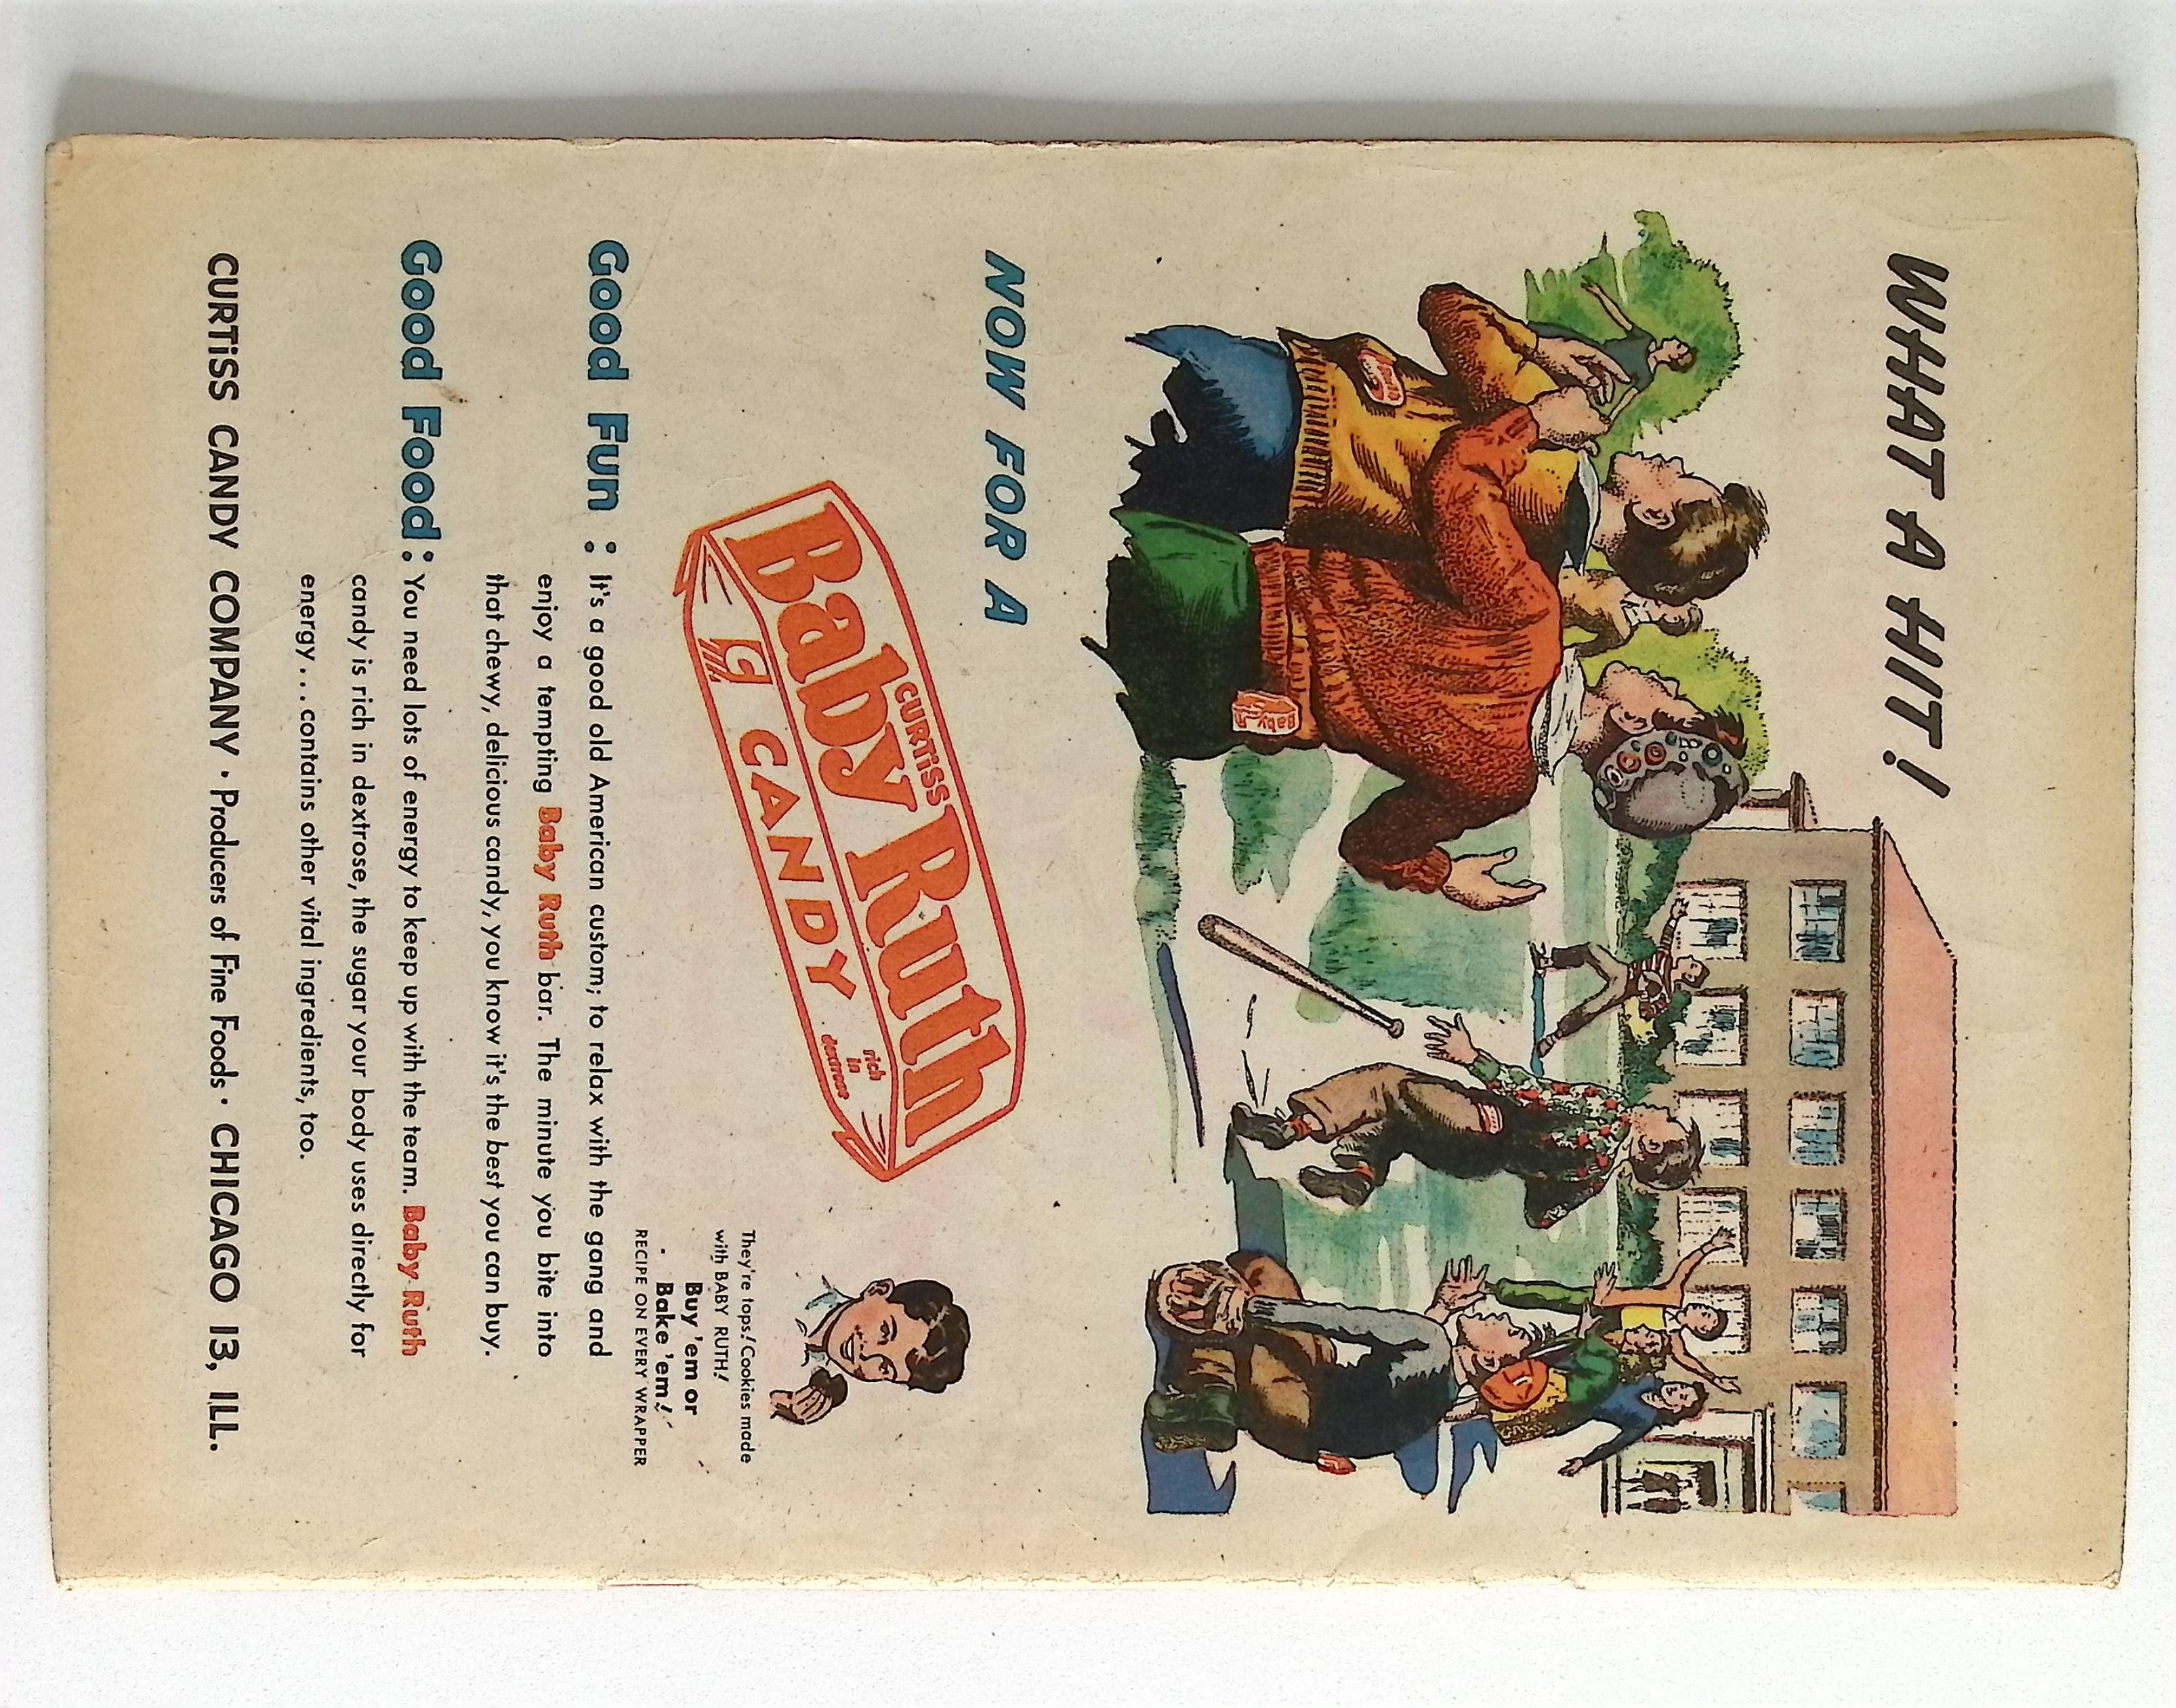 WHAT A HIT!
NOW FOR A
CURTiSS
Baby Ruth
CANDY
rich
in
dextrose
They're tops! Cookies made
with BABY RUTH!
Buy 'em or
Bake 'em!
RECIPE ON EVERY WRAPPER
Good Fun : It's a good old American custom; to relax with the gang and
enjoy a tempting Baby Ruth bar. The minute you bite into
that chewy, delicious candy, you know it's the best you can buy.
Good Food : You need lots of energy to keep up with the team. Baby Ruth
candy is rich in dextrose, the sugar your body uses directly for
energy... contains other vital ingredients, too.
CURTiSS CANDY COMPANY • Producers of Fine Foods • CHICAGO 13, ILL.